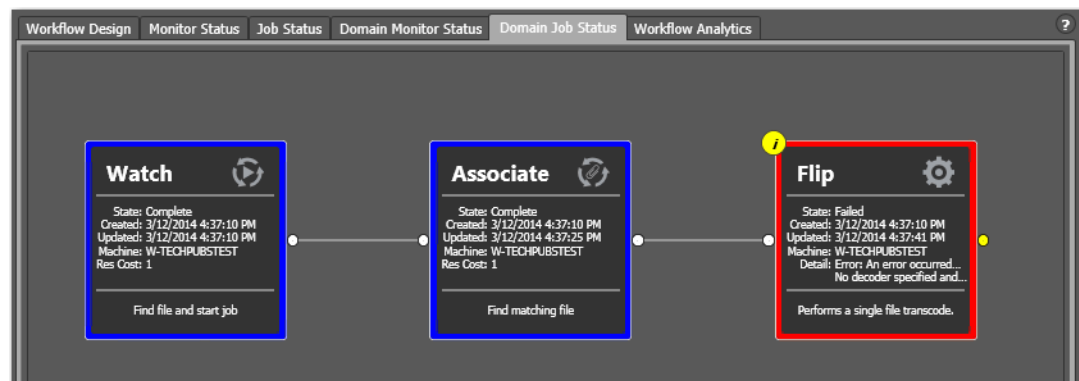 Workflow Design Monitor Status Job Status Domain Monitor Status Domain Job Status Workflow Analytics ?
i
Watch
State: Complete
Created: 3/12/2014 4:37:10 PM
Updated: 3/12/2014 4:37:10 PM
Machine: W-TECHPUBSTEST
Res Cost: 1
Find file and start job
Associate
State: Complete
Created: 3/12/2014 4:37:10 PM
Updated: 3/12/2014 4:37:25 PM
Machine: W-TECHPUBSTEST
Res Cost: 1
Find matching file
Flip
State: Failed
Created: 3/12/2014 4:37:10 PM
Updated: 3/12/2014 4:37:41 PM
Machine: W-TECHPUBSTEST
Detail: Error: An error occurred...
No decoder specified and...
Performs a single file transcode.